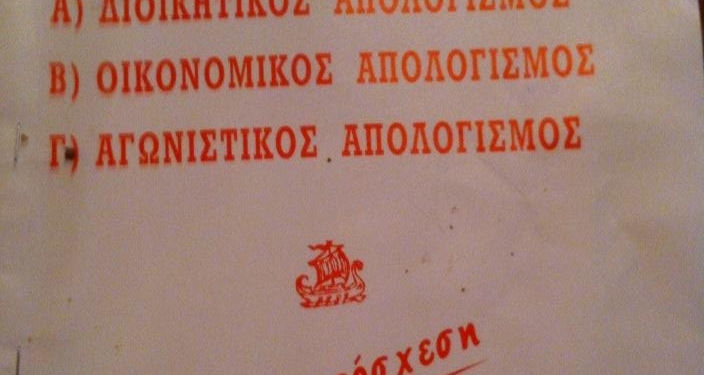 Α) ΔΙΟΙΚΗΤΙΚΟΣ ΑΠΟΛΟΓΙΣΜΟΣ
Β) ΟΙΚΟΝΟΜΙΚΟΣ ΑΠΟΛΟΓΙΣΜΟΣ
Γ) ΑΓΩΝΙΣΤΙΚΟΣ ΑΠΟΛΟΓΙΣΜΟΣ